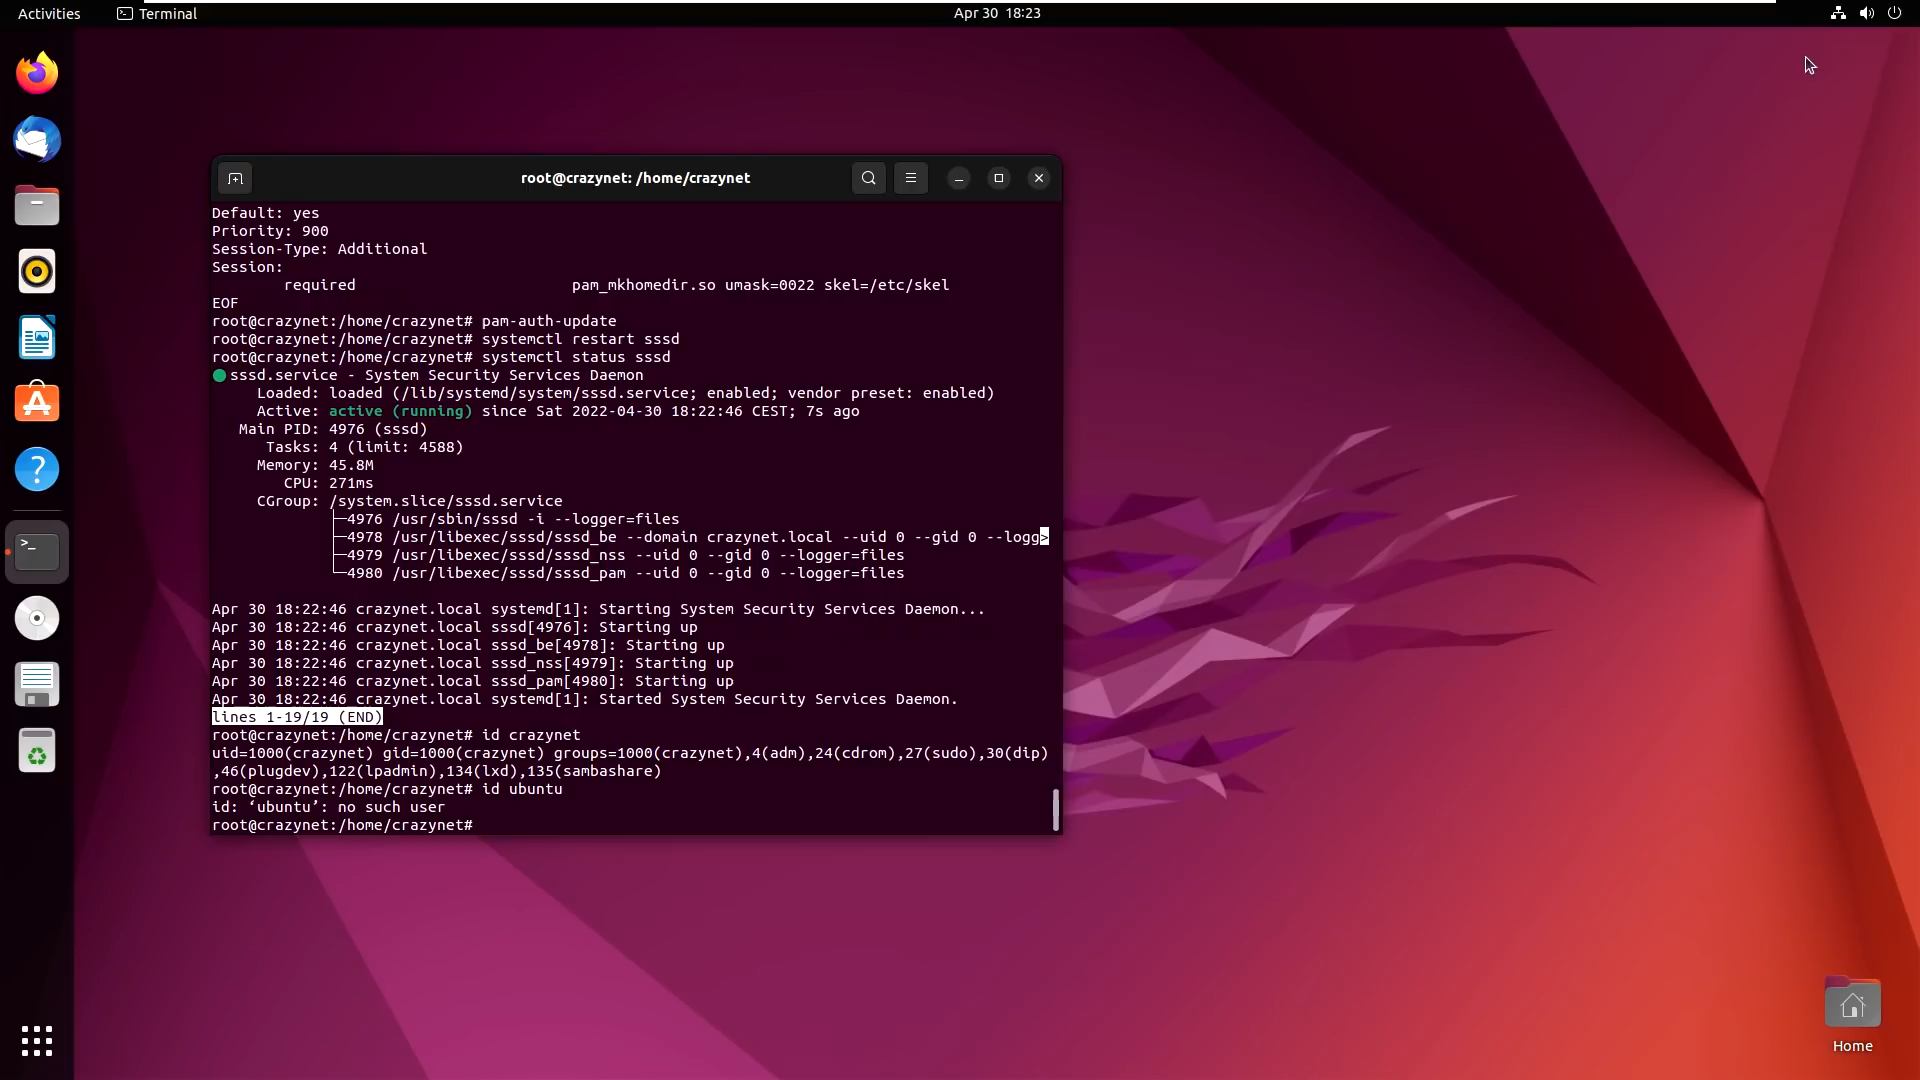 Activities
Terminal
Apr 30 18:23
root@crazynet: /home/crazynet
Default: yes
Priority: 900
Session-Type: Additional
Session:
required pam_mkhomedir.so umask=0022 skel=/etc/skel
EOF
root@crazynet:/home/crazynet# pam-auth-update
root@crazynet:/home/crazynet# systemctl restart sssd
root@crazynet:/home/crazynet# systemctl status sssd
sssd.service - System Security Services Daemon
Loaded: loaded (/lib/systemd/system/sssd.service; enabled; vendor preset: enabled)
Active: active (running) since Sat 2022-04-30 18:22:46 CEST; 7s ago
Main PID: 4976 (sssd)
Tasks: 4 (limit: 4588)
Memory: 45.8M
CPU: 271ms
CGroup: /system.slice/sssd.service
├─4976 /usr/sbin/sssd -i --logger=files
├─4978 /usr/libexec/sssd/sssd_be --domain crazynet.local --uid 0 --gid 0 --logg>
├─4979 /usr/libexec/sssd/sssd_nss --uid 0 --gid 0 --logger=files
└─4980 /usr/libexec/sssd/sssd_pam --uid 0 --gid 0 --logger=files
Apr 30 18:22:46 crazynet.local systemd[1]: Starting System Security Services Daemon...
Apr 30 18:22:46 crazynet.local sssd[4976]: Starting up
Apr 30 18:22:46 crazynet.local sssd_be[4978]: Starting up
Apr 30 18:22:46 crazynet.local sssd_nss[4979]: Starting up
Apr 30 18:22:46 crazynet.local sssd_pam[4980]: Starting up
Apr 30 18:22:46 crazynet.local systemd[1]: Started System Security Services Daemon.
lines 1-19/19 (END)
root@crazynet:/home/crazynet# id crazynet
uid=1000(crazynet) gid=1000(crazynet) groups=1000(crazynet),4(adm),24(cdrom),27(sudo),30(dip)
,46(plugdev),122(lpadmin),134(lxd),135(sambashare)
root@crazynet:/home/crazynet# id ubuntu
id: ‘ubuntu’: no such user
root@crazynet:/home/crazynet#
Home